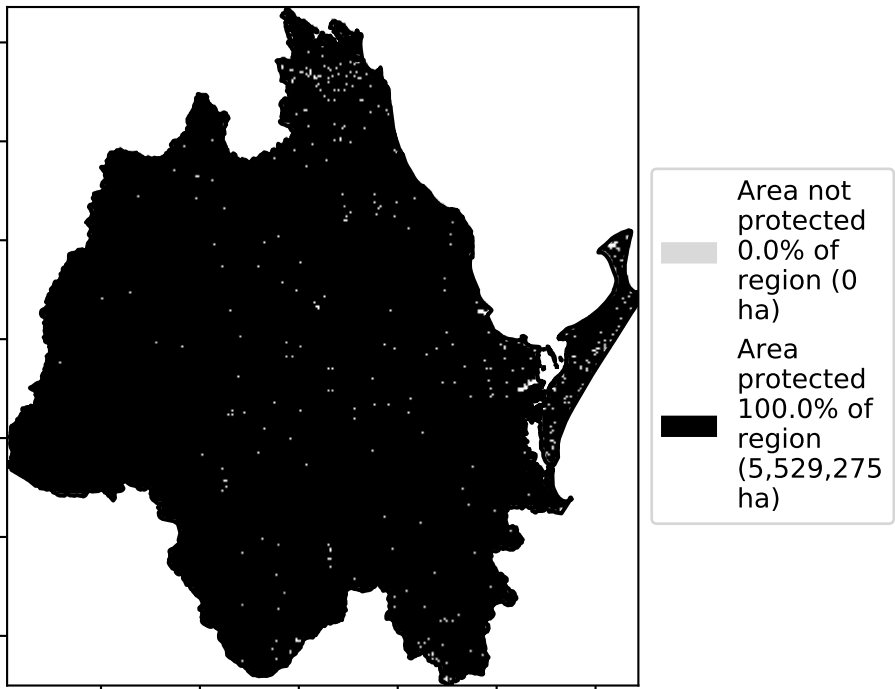 Area not
protected
0.0% of
region (0
ha)
Area
protected
100.0% of
region
(5,529,275
ha)